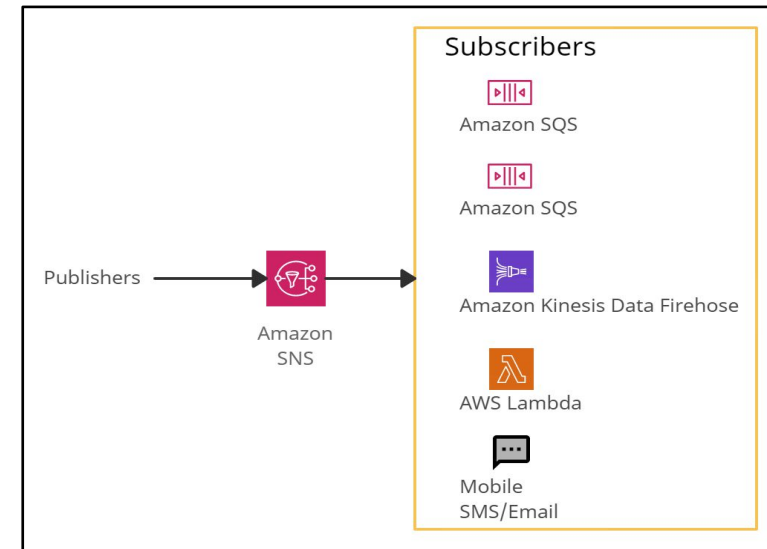 Subscribers
Amazon SQS
Amazon SQS
Publishers
Amazon
SNS
Amazon Kinesis Data Firehose
AWS Lambda
Mobile
SMS/Email